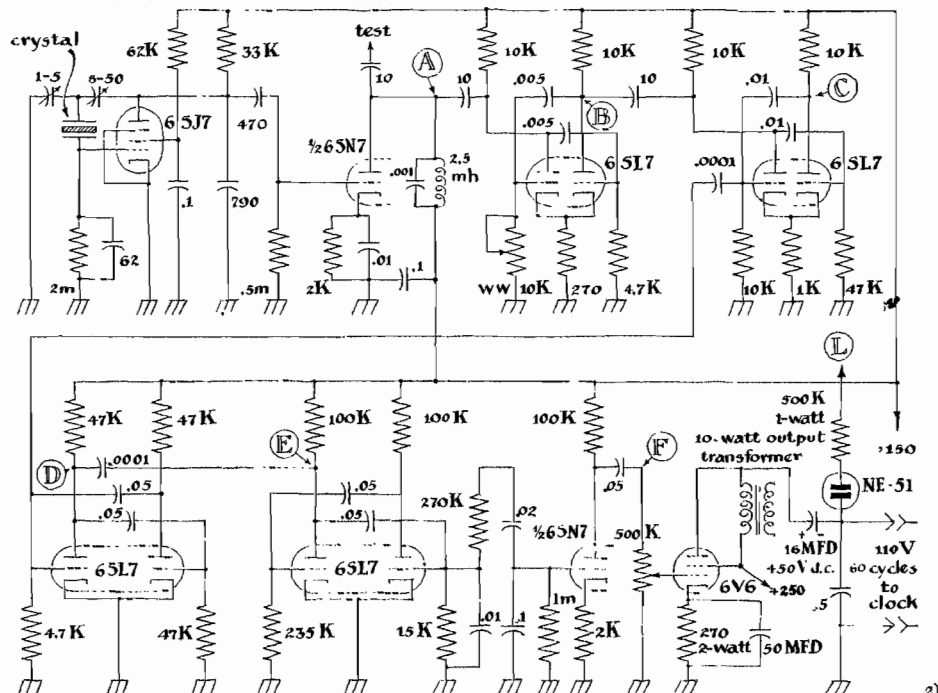 crystal
1-5
5-50
62K
33K
6SJ7
470
.1
790
62
2m
.5m
test
10
A
½6SN7
.001
2.5
mh
.01
.1
2K
10
10K
.005
B
.005
10K
10
10K
6SL7
WW
10K
270
4.7K
.0001
.01
10K
C
.01
6SL7
10K
1K
47K
D
47K
.0001
47K
.05
.05
6SL7
4.7K
47K
E
100K
100K
.05
.05
6SL7
235K
15K
270K
.02
.01
.1
1m
100K
½6SN7
2K
F
.05
500K
6V6
270
2-watt
50MFD
10-watt output
transformer
16MFD
450V d.c.
+250
L
500K
1-watt
NE-51
+150
110V
60 cycles
to
clock
.5